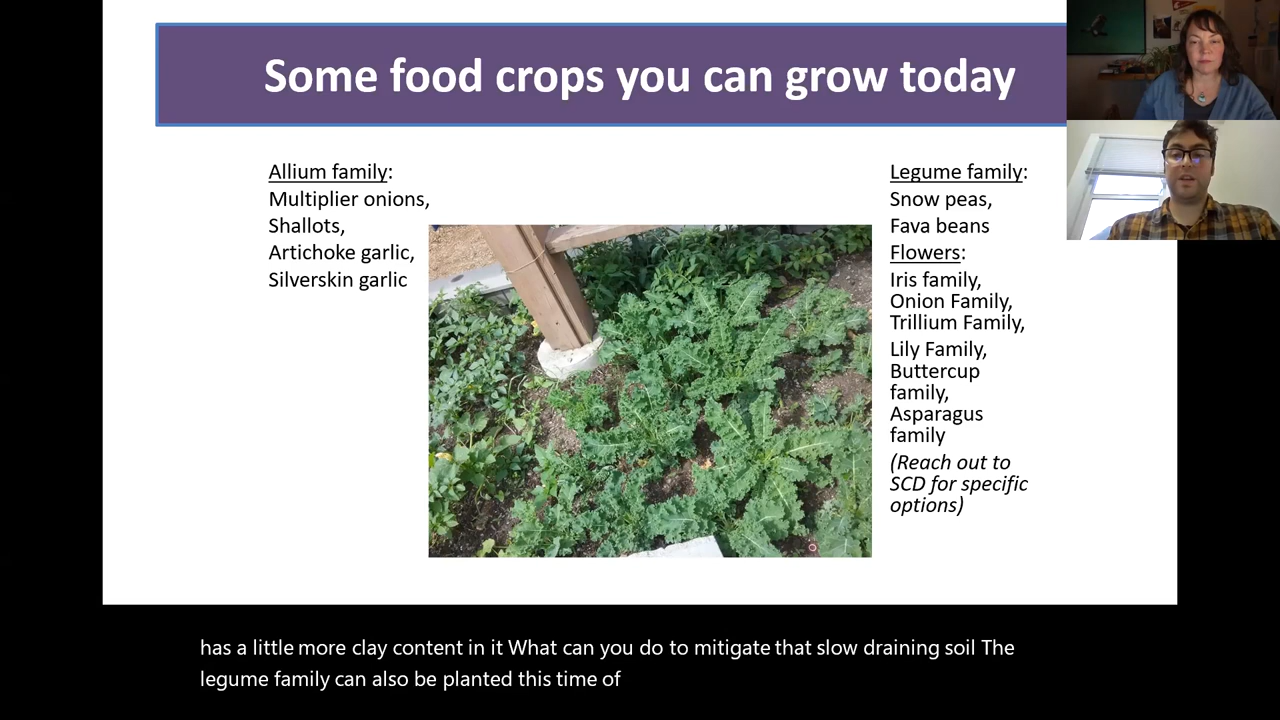 Some food crops you can grow today
Allium family:
Multiplier onions,
Shallots,
Artichoke garlic,
Silverskin garlic
Legume family:
Snow peas,
Fava beans
Flowers:
Iris family,
Onion Family,
Trillium Family,
Lily Family,
Buttercup
family,
Asparagus
family
(Reach out to
SCD for specific
options)
has a little more clay content in it What can you do to mitigate that slow draining soil The
legume family can also be planted this time of